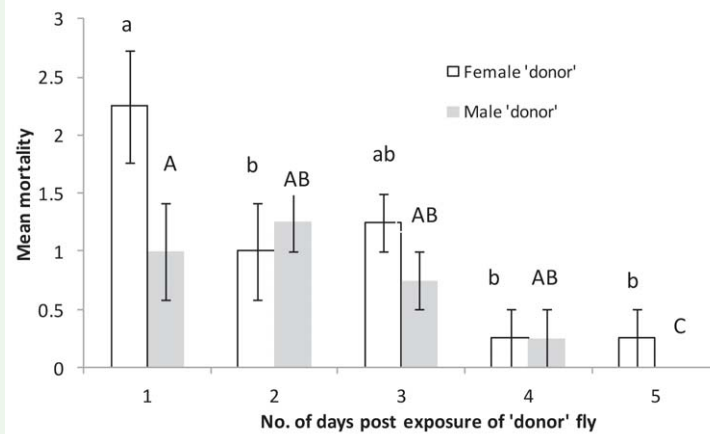 3
2.5
2
1.5
1
0.5
0
Mean mortality
a
A
b
AB
ab
AB
b
AB
b
C
Female 'donor'
Male 'donor'
1 2 3 4 5
No. of days post exposure of 'donor' fly